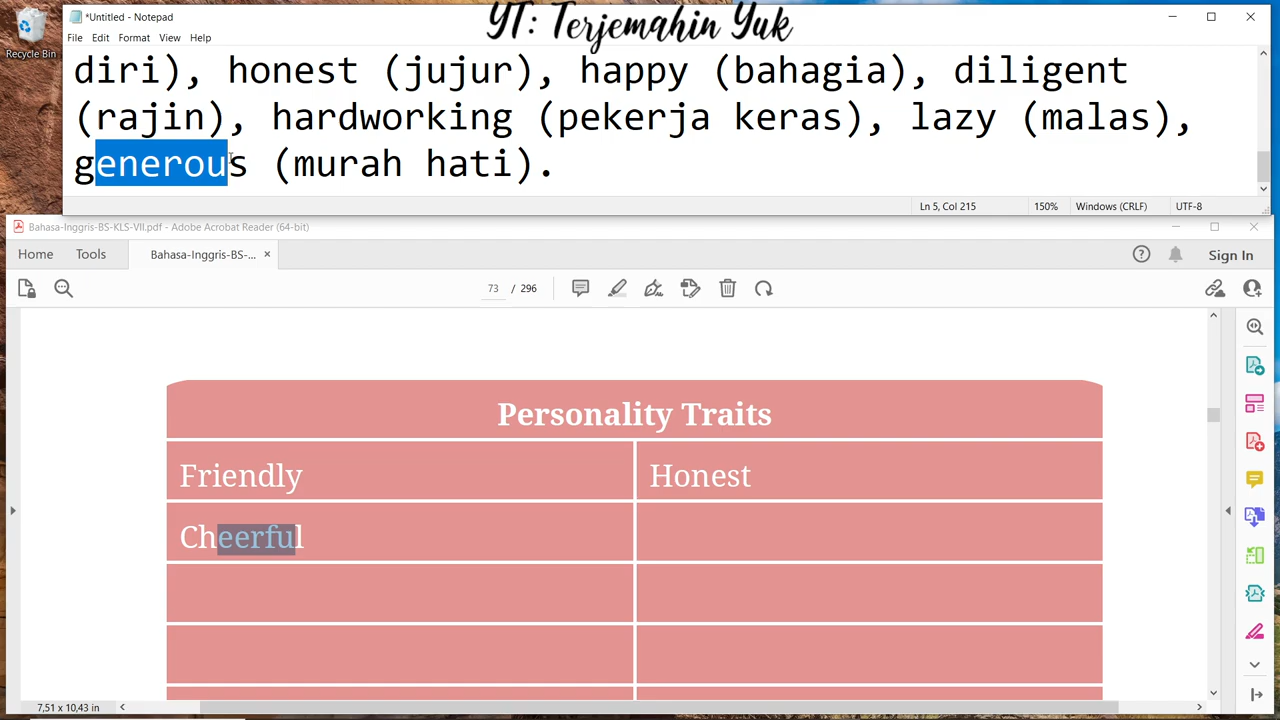 YT: Terjemahin Yuk
*Untitled - Notepad
File Edit Format View Help
Recycle Bin
diri), honest (jujur), happy (bahagia), diligent
(rajin), hardworking (pekerja keras), lazy (malas),
generous (murah hati).
Ln 5, Col 215 150% Windows (CRLF) UTF-8
Bahasa-Inggris-BS-KLS-VII.pdf - Adobe Acrobat Reader (64-bit)
Home Tools Bahasa-Inggris-BS-... Sign In
73 / 296
Personality Traits
Friendly Honest
Cheerful
7,51 x 10,43 in